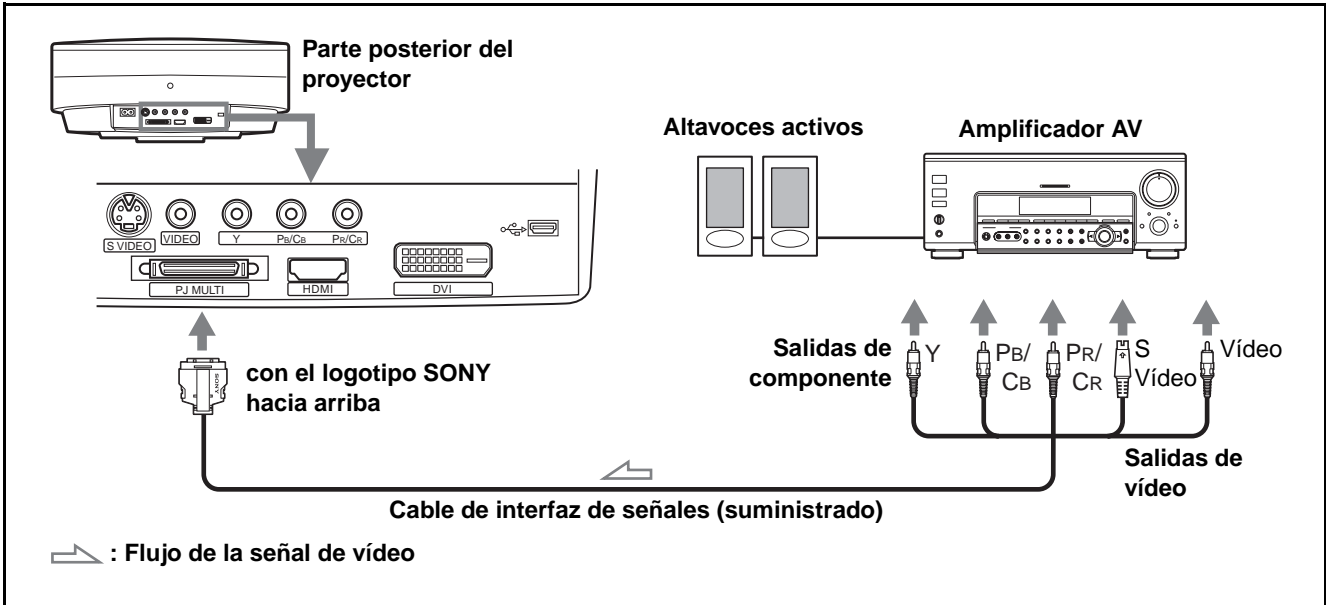 Parte posterior del
proyector
Altavoces activos
Amplificador AV
S VIDEO
VIDEO
Y
PB/CB
PR/CR
PJ MULTI
HDMI
DVI
con el logotipo SONY
hacia arriba
SONY
Salidas de
componente
Y
PB/
CB
PR/
CR
S
Vídeo
Vídeo
Salidas de
vídeo
Cable de interfaz de señales (suministrado)
: Flujo de la señal de vídeo